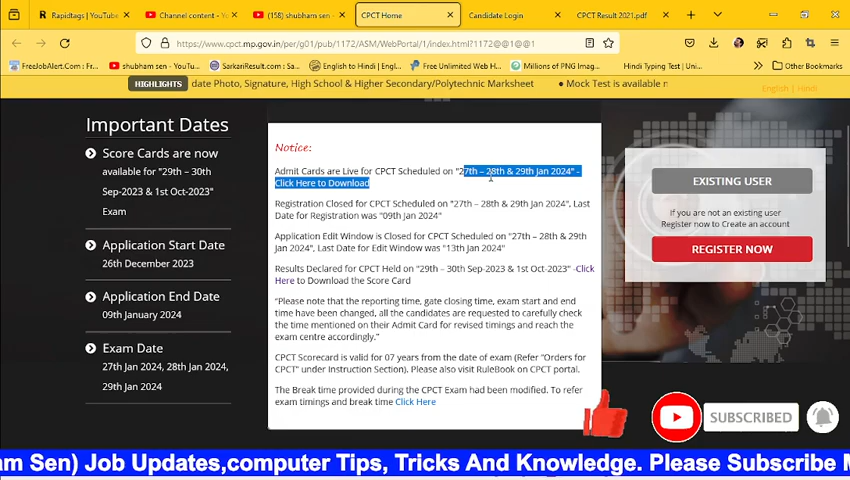 Rapidtags | YouTube
Channel content - Yo
(158) shubham sen -
CPCT Home
Candidate Login
CPCT Result 2021.pdf
https://www.cpct.mp.gov.in/per/g01/pub/1172/ASM/WebPortal/1/index.html?1172@@1@@1
FreeJobAlert.Com : Fr...
shubham sen - YouTu...
SarkariResult.com : Sa...
English to Hindi | Engl...
Free Unlimited Web H...
Millions of PNG Imag...
Hindi Typing Test | Uni...
Other Bookmarks
HIGHLIGHTS
date Photo, Signature, High School & Higher Secondary/Polytechnic Marksheet
● Mock Test is available n
English | Hindi
Important Dates
Score Cards are now
available for "29th – 30th
Sep-2023 & 1st Oct-2023"
Exam
Application Start Date
26th December 2023
Application End Date
09th January 2024
Exam Date
27th Jan 2024, 28th Jan 2024,
29th Jan 2024
Notice:
Admit Cards are Live for CPCT Scheduled on "27th – 28th & 29th Jan 2024" -
Click Here to Download
Registration Closed for CPCT Scheduled on "27th – 28th & 29th Jan 2024", Last
Date for Registration was "09th Jan 2024"
Application Edit Window is Closed for CPCT Scheduled on "27th – 28th & 29th
Jan 2024", Last Date for Edit Window was "13th Jan 2024"
Results Declared for CPCT Held on "29th – 30th Sep-2023 & 1st Oct-2023" -Click
Here to Download the Score Card
“Please note that the reporting time, gate closing time, exam start and end
time have been changed, all the candidates are requested to carefully check
the time mentioned on their Admit Card for revised timings and reach the
exam centre accordingly.”
CPCT Scorecard is valid for 07 years from the date of exam (Refer “Orders for
CPCT” under Instruction Section). Please also visit RuleBook on CPCT portal.
The Break time provided during the CPCT Exam had been modified. To refer
exam timings and break time Click Here
EXISTING USER
If you are not an existing user
Register now to Create an account
REGISTER NOW
SUBSCRIBED
am Sen) Job Updates,computer Tips, Tricks And Knowledge. Please Subscribe M